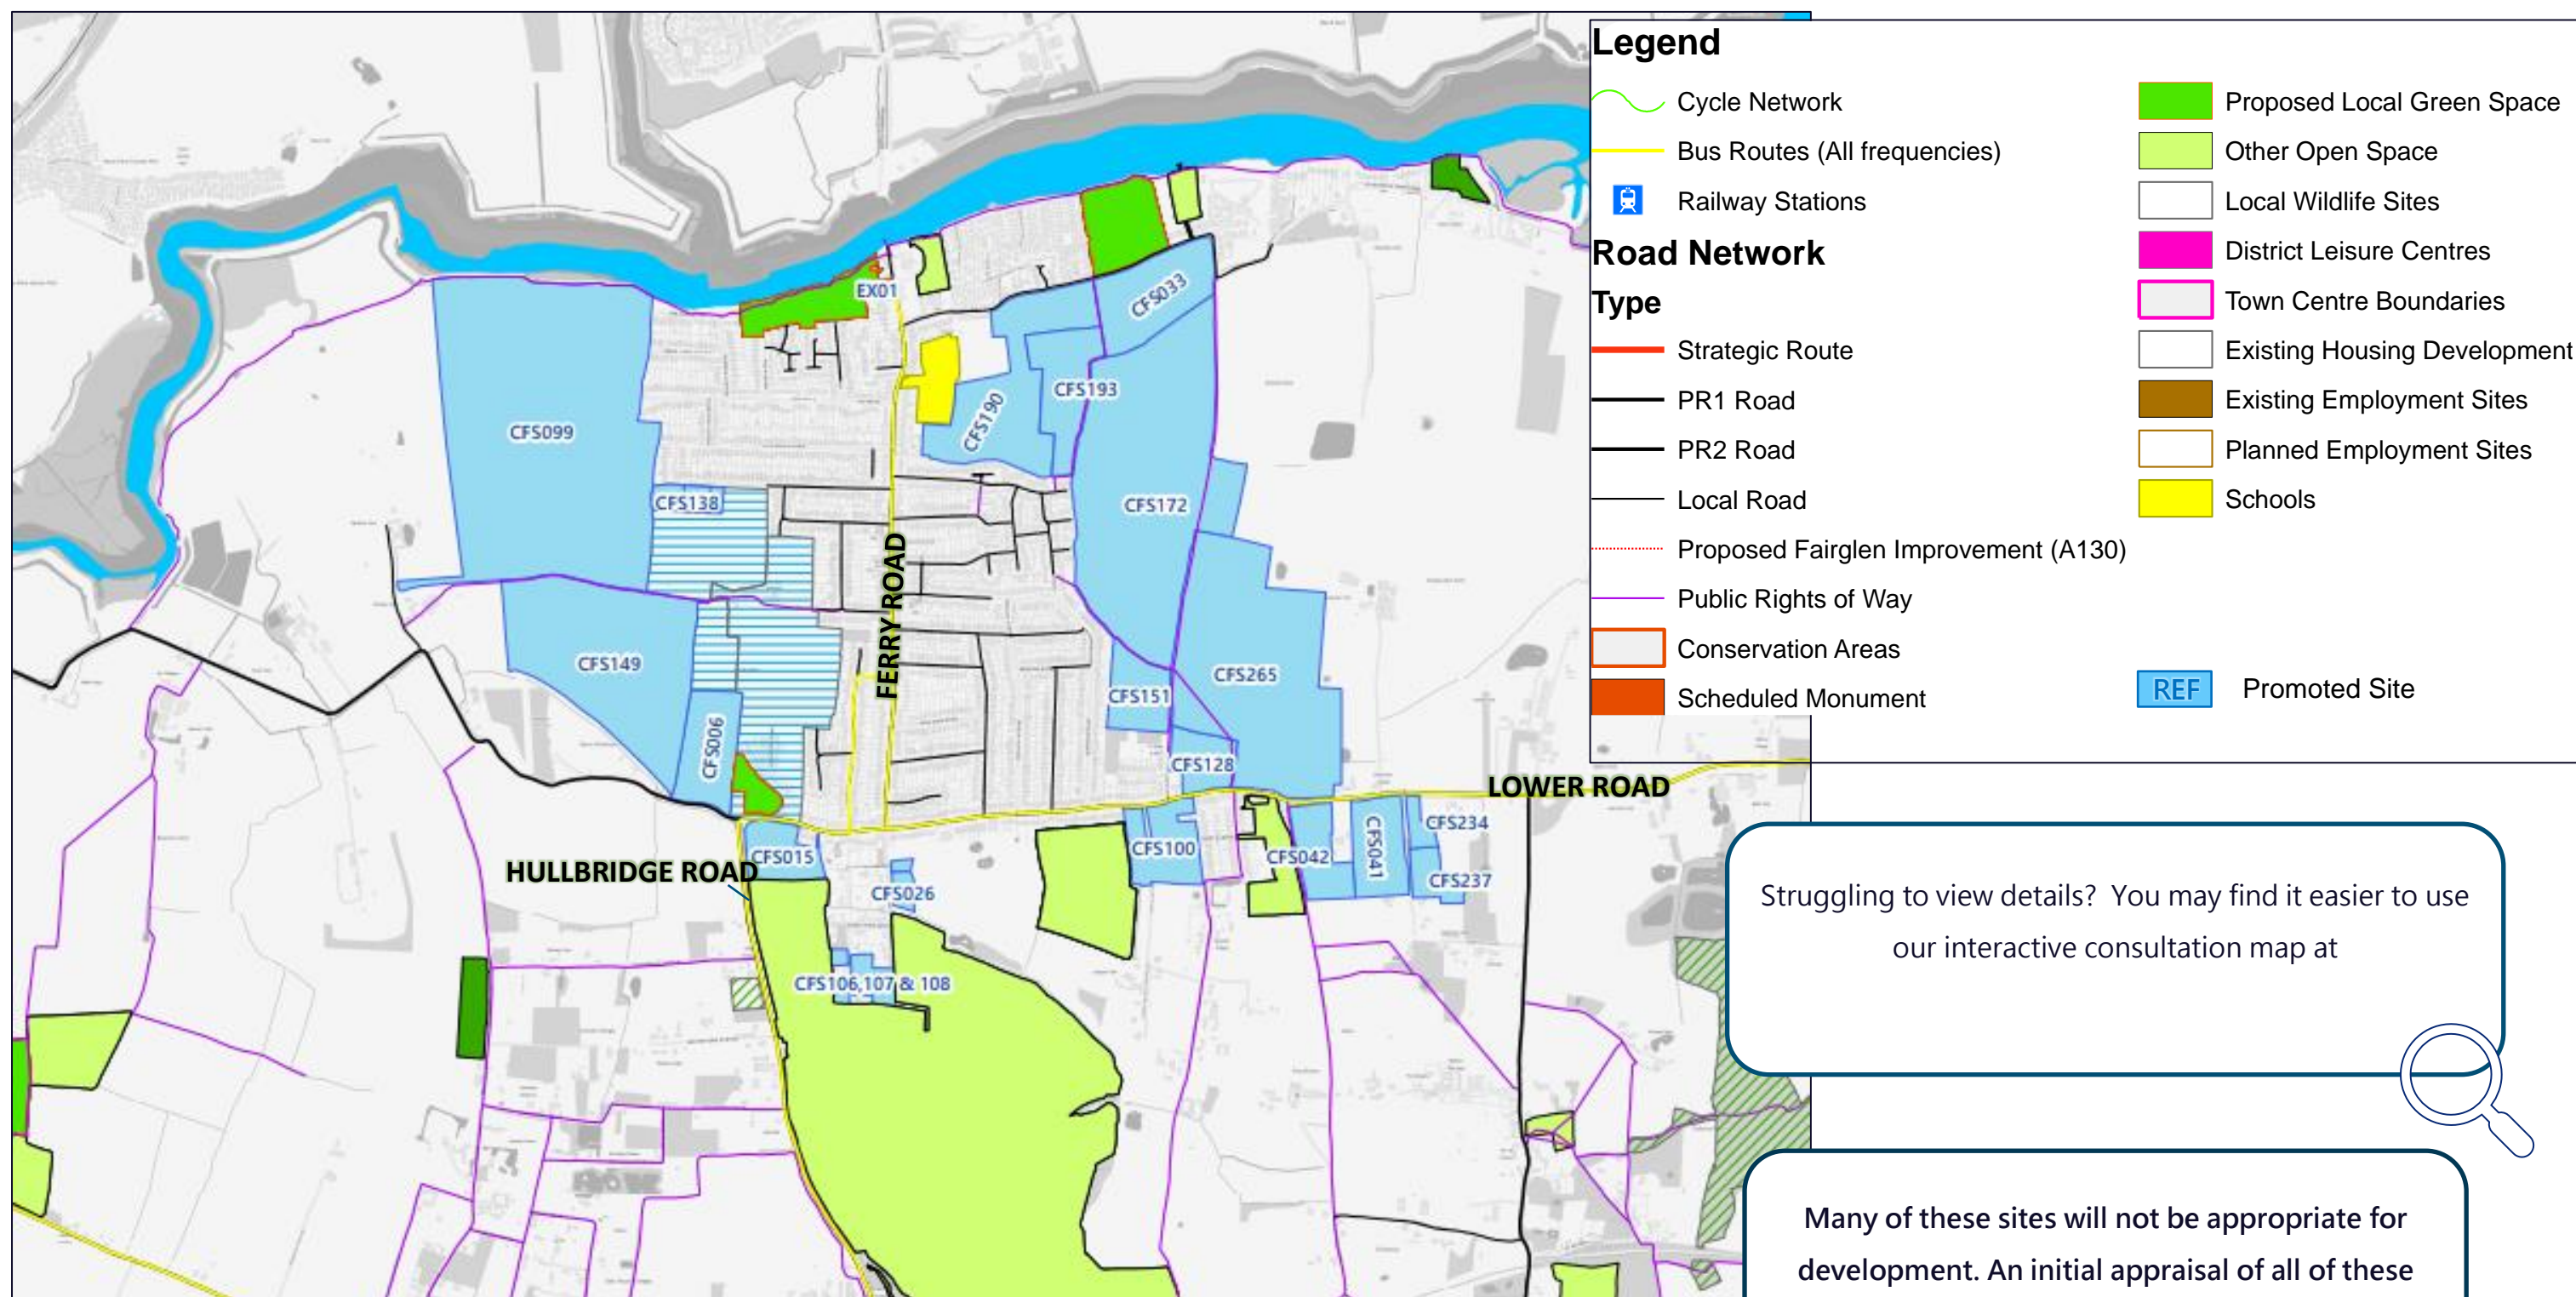 Legend
Cycle Network
Bus Routes (All frequencies)
Railway Stations
Road Network
Type
Strategic Route
PR1 Road
PR2 Road
Local Road
Proposed Fairglen Improvement (A130)
Public Rights of Way
Conservation Areas
Scheduled Monument
Proposed Local Green Space
Other Open Space
Local Wildlife Sites
District Leisure Centres
Town Centre Boundaries
Existing Housing Development
Existing Employment Sites
Planned Employment Sites
Schools
REF Promoted Site
EX01
CFS033
CFS193
CFS190
CFS099
CFS138
CFS172
FERRY ROAD
CFS149
CFS265
CFS151
CFS006
CFS128
LOWER ROAD
CFS015
CFS100
CFS042
CFS041
CFS234
CFS237
HULLBRIDGE ROAD
CFS026
CFS106,107 & 108
Struggling to view details? You may find it easier to use
our interactive consultation map at
Many of these sites will not be appropriate for
development. An initial appraisal of all of these